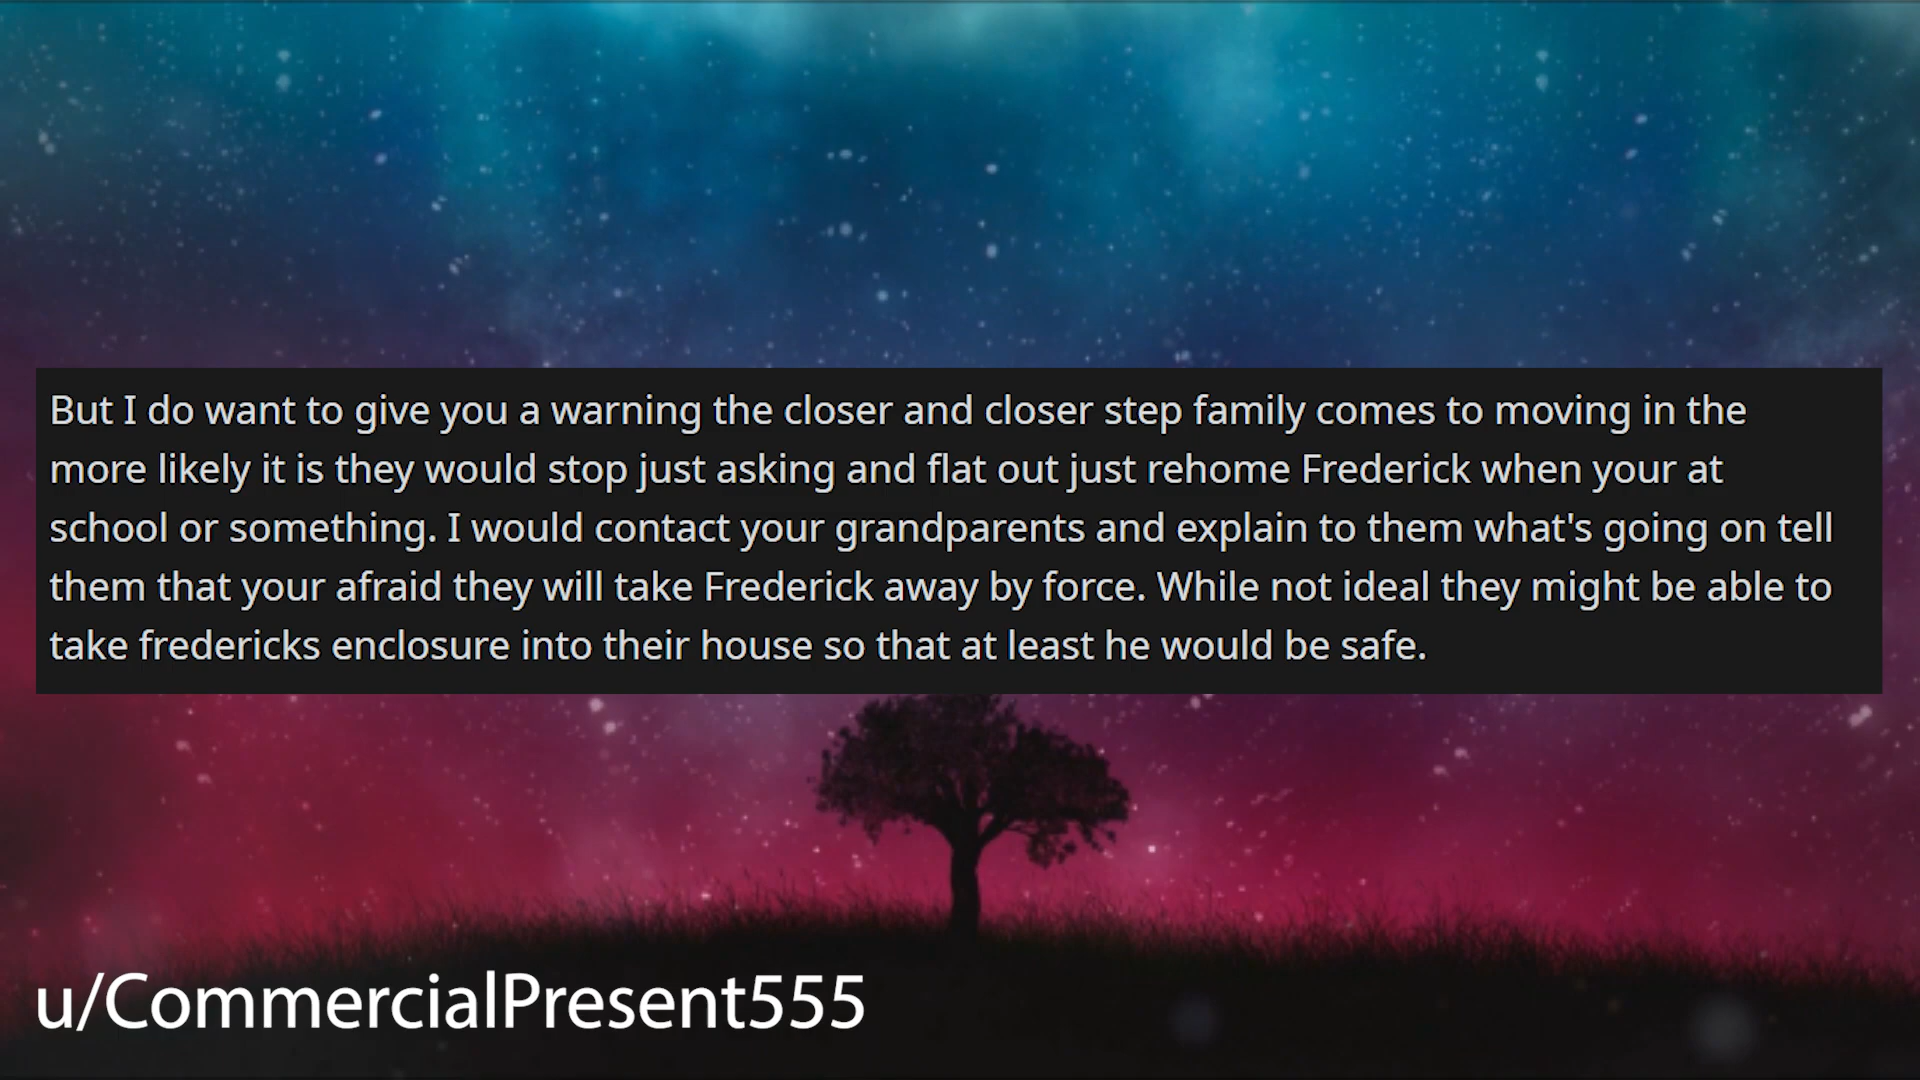 But I do want to give you a warning the closer and closer step family comes to moving in the
more likely it is they would stop just asking and flat out just rehome Frederick when your at
school or something. I would contact your grandparents and explain to them what's going on tell
them that your afraid they will take Frederick away by force. While not ideal they might be able to
take fredericks enclosure into their house so that at least he would be safe.
u/CommercialPresent555